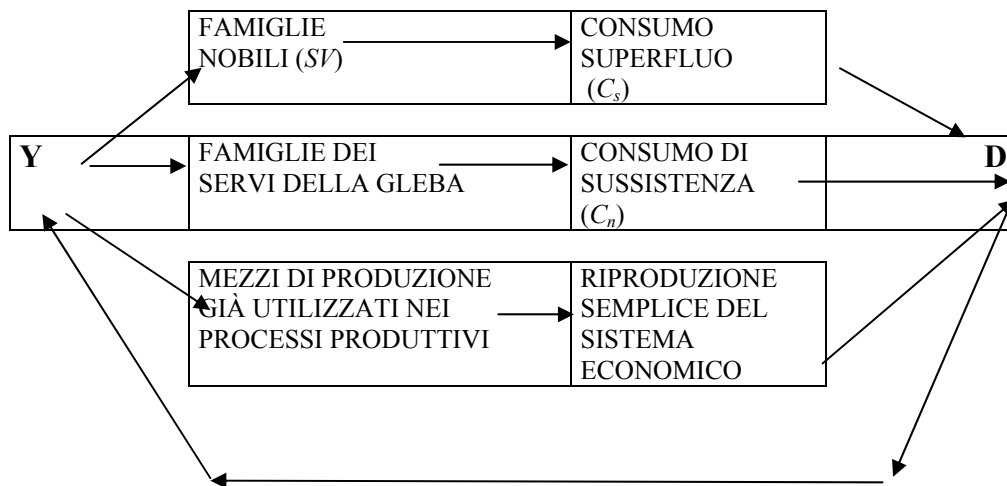 FAMIGLIE
NOBILI (SV)
CONSUMO
SUPERFLUO
(Cs)
Y
FAMIGLIE DEI
SERVI DELLA GLEBA
CONSUMO DI
SUSSISTENZA
(Cn)
D
MEZZI DI PRODUZIONE
GIÀ UTILIZZATI NEI
PROCESSI PRODUTTIVI
RIPRODUZIONE
SEMPLICE DEL
SISTEMA
ECONOMICO